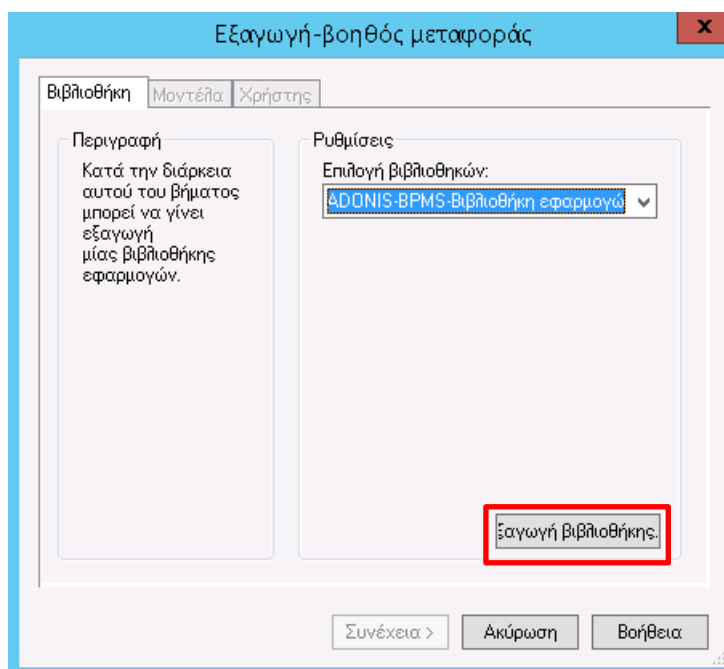 Εξαγωγή-βοηθός μεταφοράς
x
Βιβλιοθήκη Μοντέλα Χρήστης
Περιγραφή
Κατά την διάρκεια
αυτού του βήματος
μπορεί να γίνει
εξαγωγή
μίας βιβλιοθήκης
εφαρμογών.
Ρυθμίσεις
Επιλογή βιβλιοθηκών:
ADONIS-BPMS-Βιβλιοθήκη εφαρμογώ
ξαγωγή βιβλιοθήκης.
Συνέχεια > Ακύρωση Βοήθεια